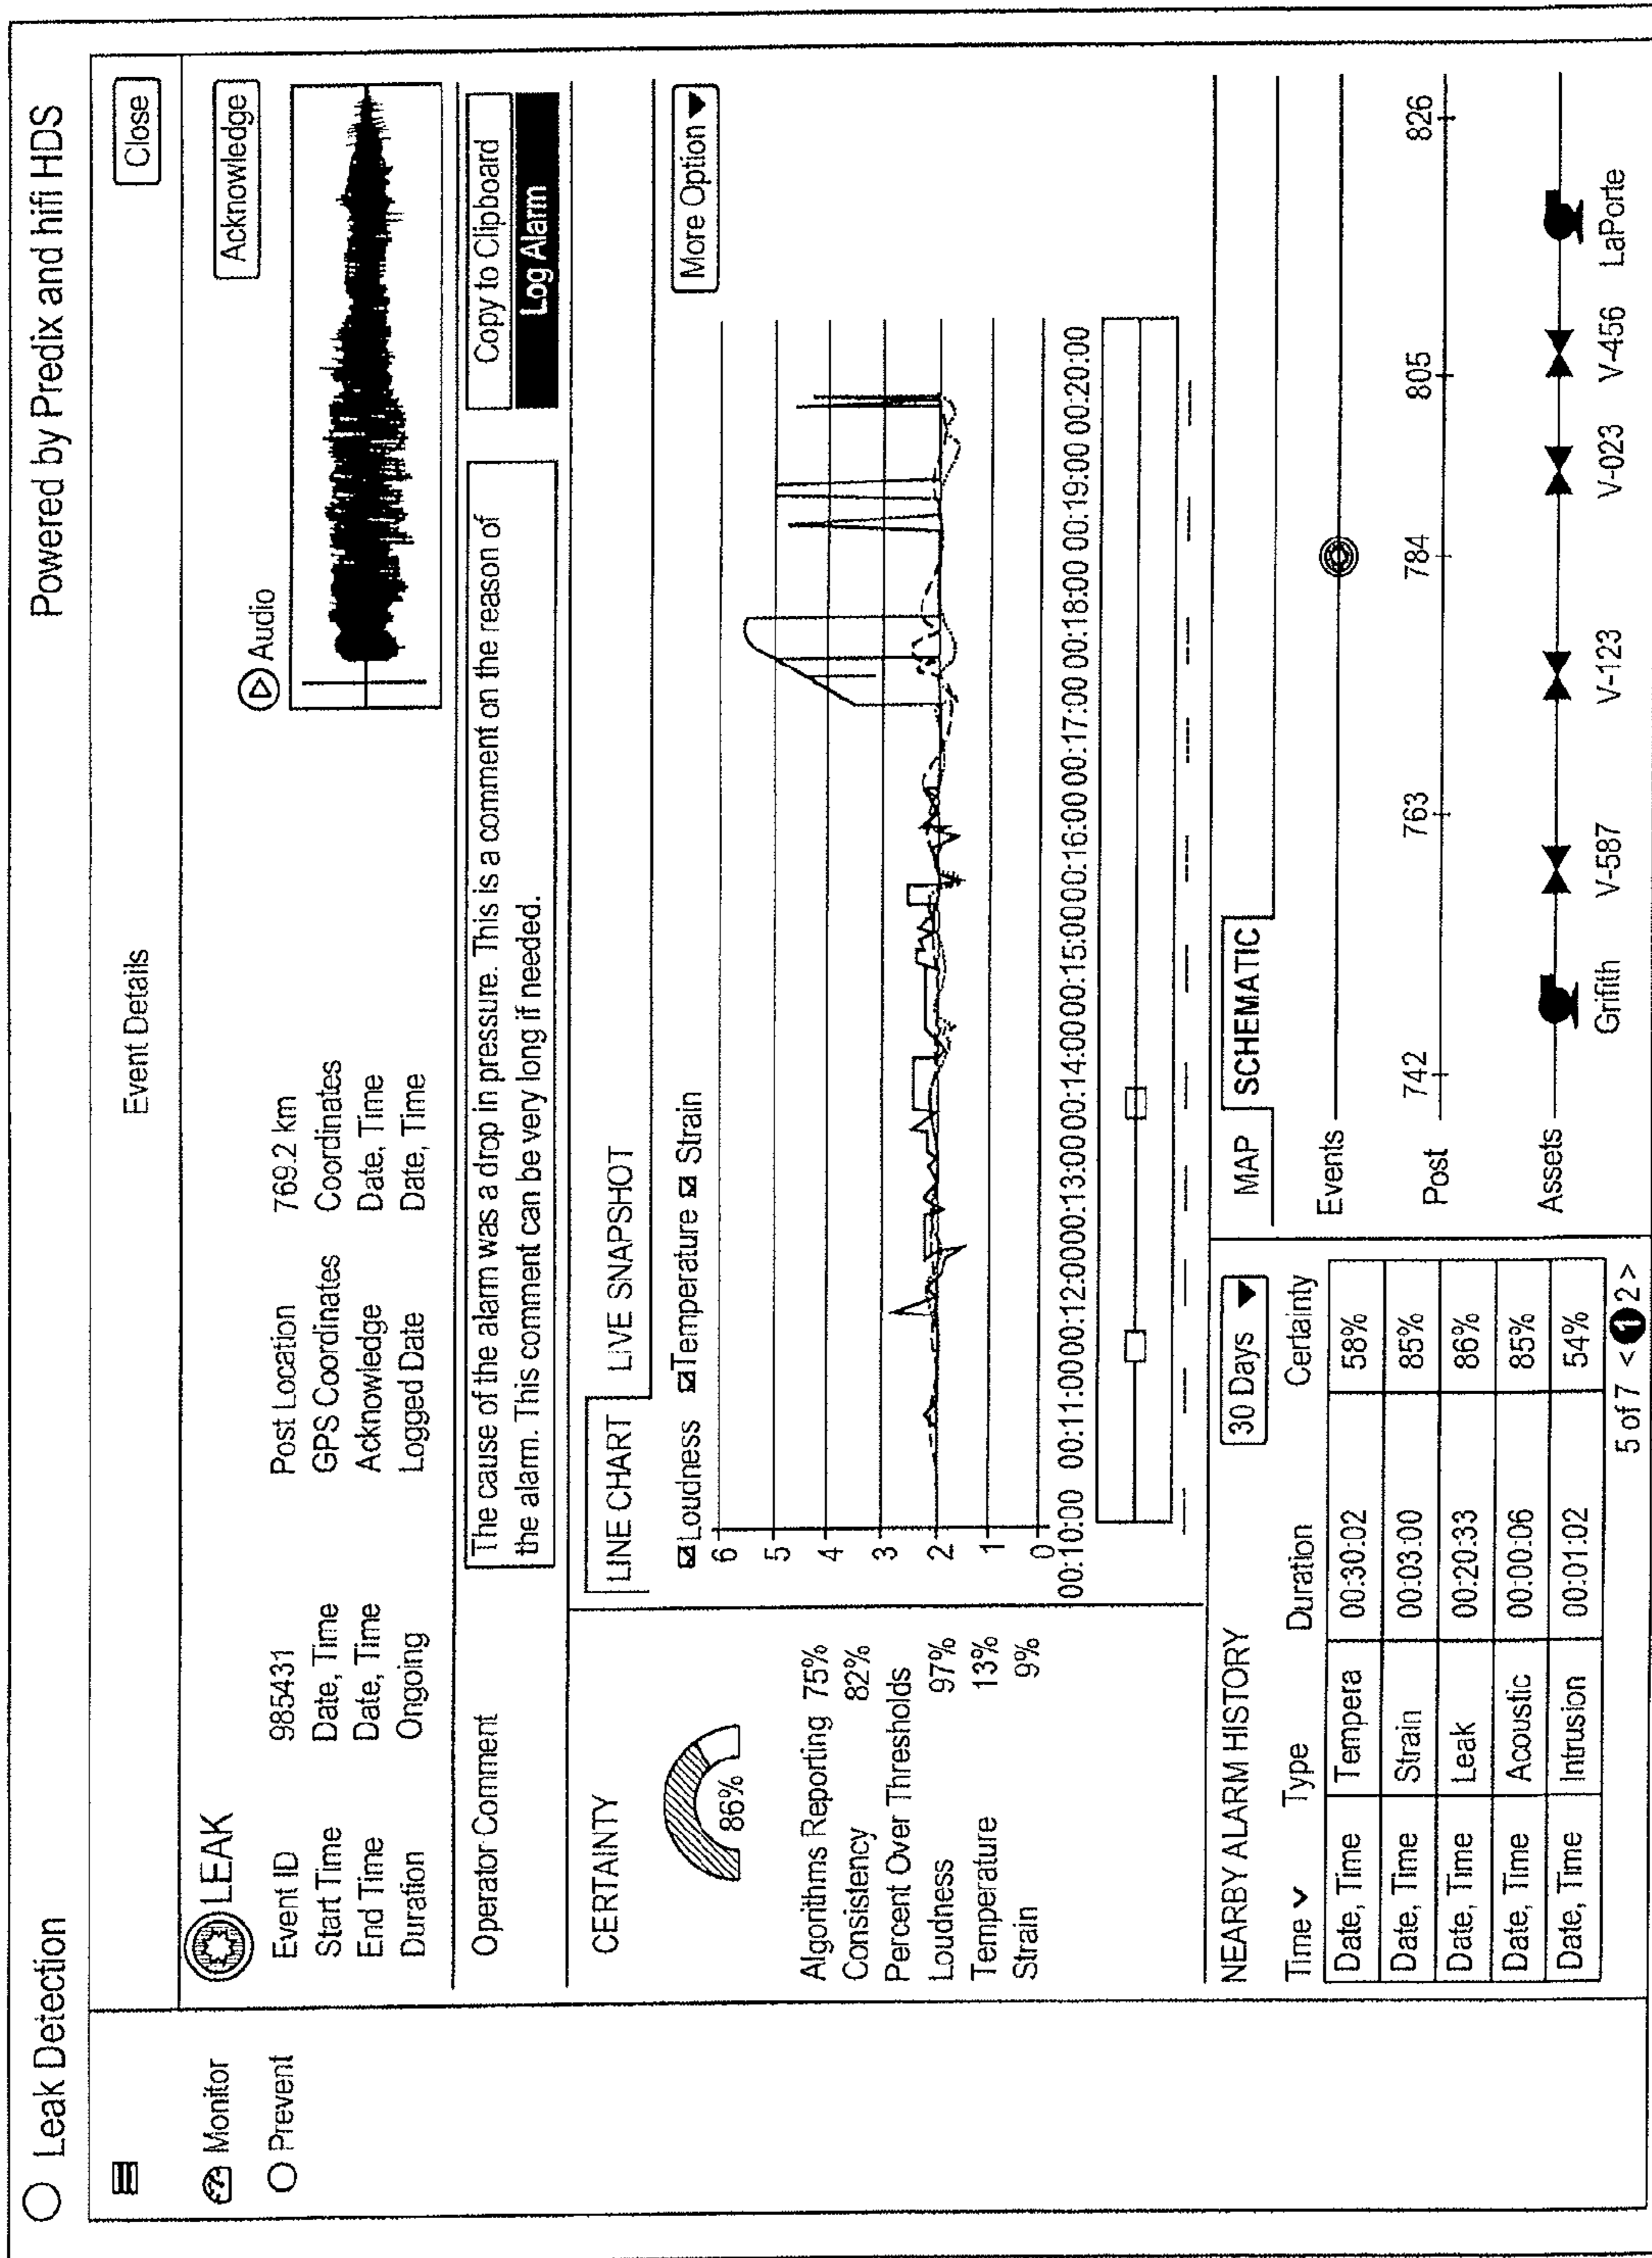 Leak Detection
Powered by Predix and hifi HDS
Monitor
Prevent
Event Details
Close
LEAK
Acknowledge
Event ID 985431 Post Location 769.2 km
Start Time Date, Time GPS Coordinates Coordinates
End Time Date, Time Acknowledge Date, Time
Duration Ongoing Logged Date Date, Time
Audio
Operator Comment
The cause of the alarm was a drop in pressure. This is a comment on the reason of
the alarm. This comment can be very long if needed.
Copy to Clipboard
Log Alarm
CERTAINTY
86%
Algorithms Reporting 75%
Consistency 82%
Percent Over Thresholds
Loudness 97%
Temperature 13%
Strain 9%
LINE CHART LIVE SNAPSHOT
Loudness Temperature Strain
More Option
6
5
4
3
2
1
0
00:10:00 00:11:0000:12:0000:13:0000:14:0000:15:0000:16:00 00:17:00 00:18:00 00:19:00 00:20:00
NEARBY ALARM HISTORY
30 Days
Time Type Duration Certainty
Date, Time Tempera 00:30:02 58%
Date, Time Strain 00:03:00 85%
Date, Time Leak 00:20:33 86%
Date, Time Acoustic 00:00:06 85%
Date, Time Intrusion 00:01:02 54%
5 of 7 < 1 2 >
MAP SCHEMATIC
Events
Post 742 763 784 805 826
Assets
Grifith V-587 V-123 V-023 V-456 LaPorte